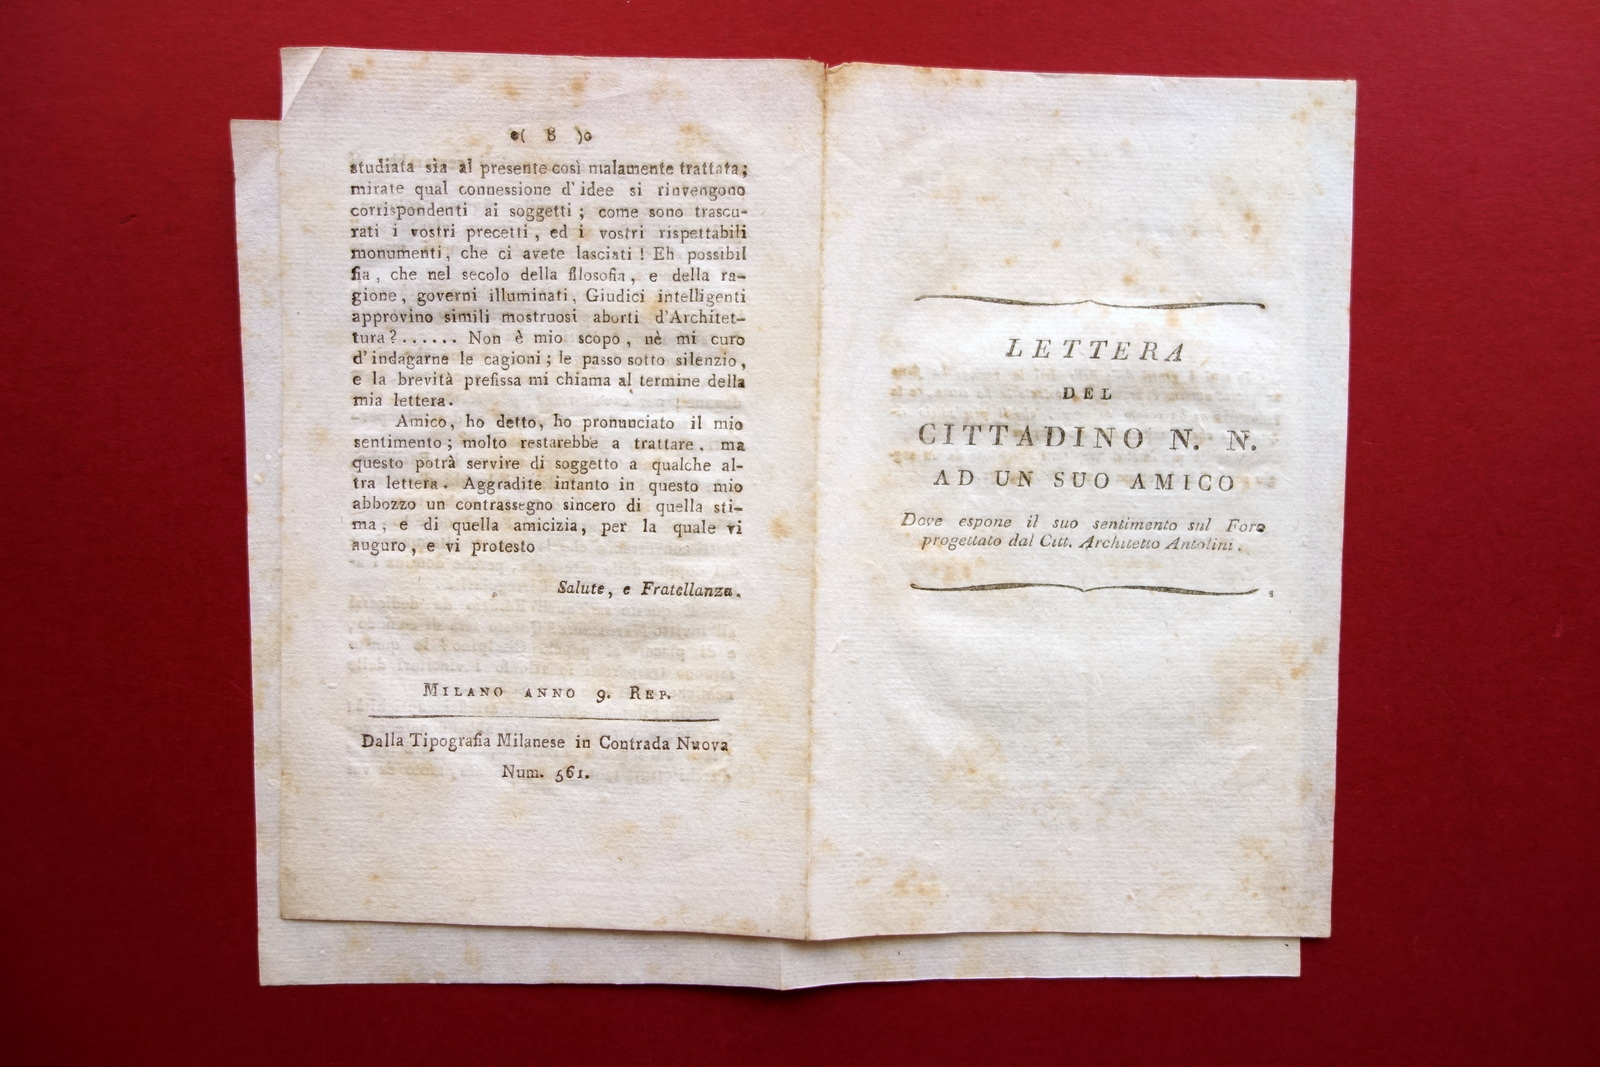 ( 8 )
studiata sia al presente così malamente trattata;
mirate qual connessione d'idee si rinvengono
corrispondenti ai soggetti; come sono trascu-
rati i vostri precetti, ed i vostri rispettabili
monumenti, che ci avete lasciati! Eh possibil
fia, che nel secolo della filosofia, e della ra-
gione, governi illuminati, Giudici intelligenti
approvino simili mostruosi aborti d'Architet-
tura?...... Non è mio scopo, nè mi curo
d'indagarne le cagioni; le passo sotto silenzio,
e la brevità prefissa mi chiama al termine della
mia lettera.
Amico, ho detto, ho pronunciato il mio
sentimento; molto restarebbe a trattare, ma
questo potrà servire di soggetto a qualche al-
tra lettera. Aggradite intanto in questo mio
abbozzo un contrassegno sincero di quella sti-
ma, e di quella amicizia, per la quale vi
auguro, e vi protesto
Salute, e Fratellanza.
MILANO ANNO 9. REP.
Dalla Tipografia Milanese in Contrada Nuova
Num. 561.
LETTERA
DEL
CITTADINO N. N.
AD UN SUO AMICO
Dove espone il suo sentimento sul Foro
progettato dal Citt. Architetto Antolini.